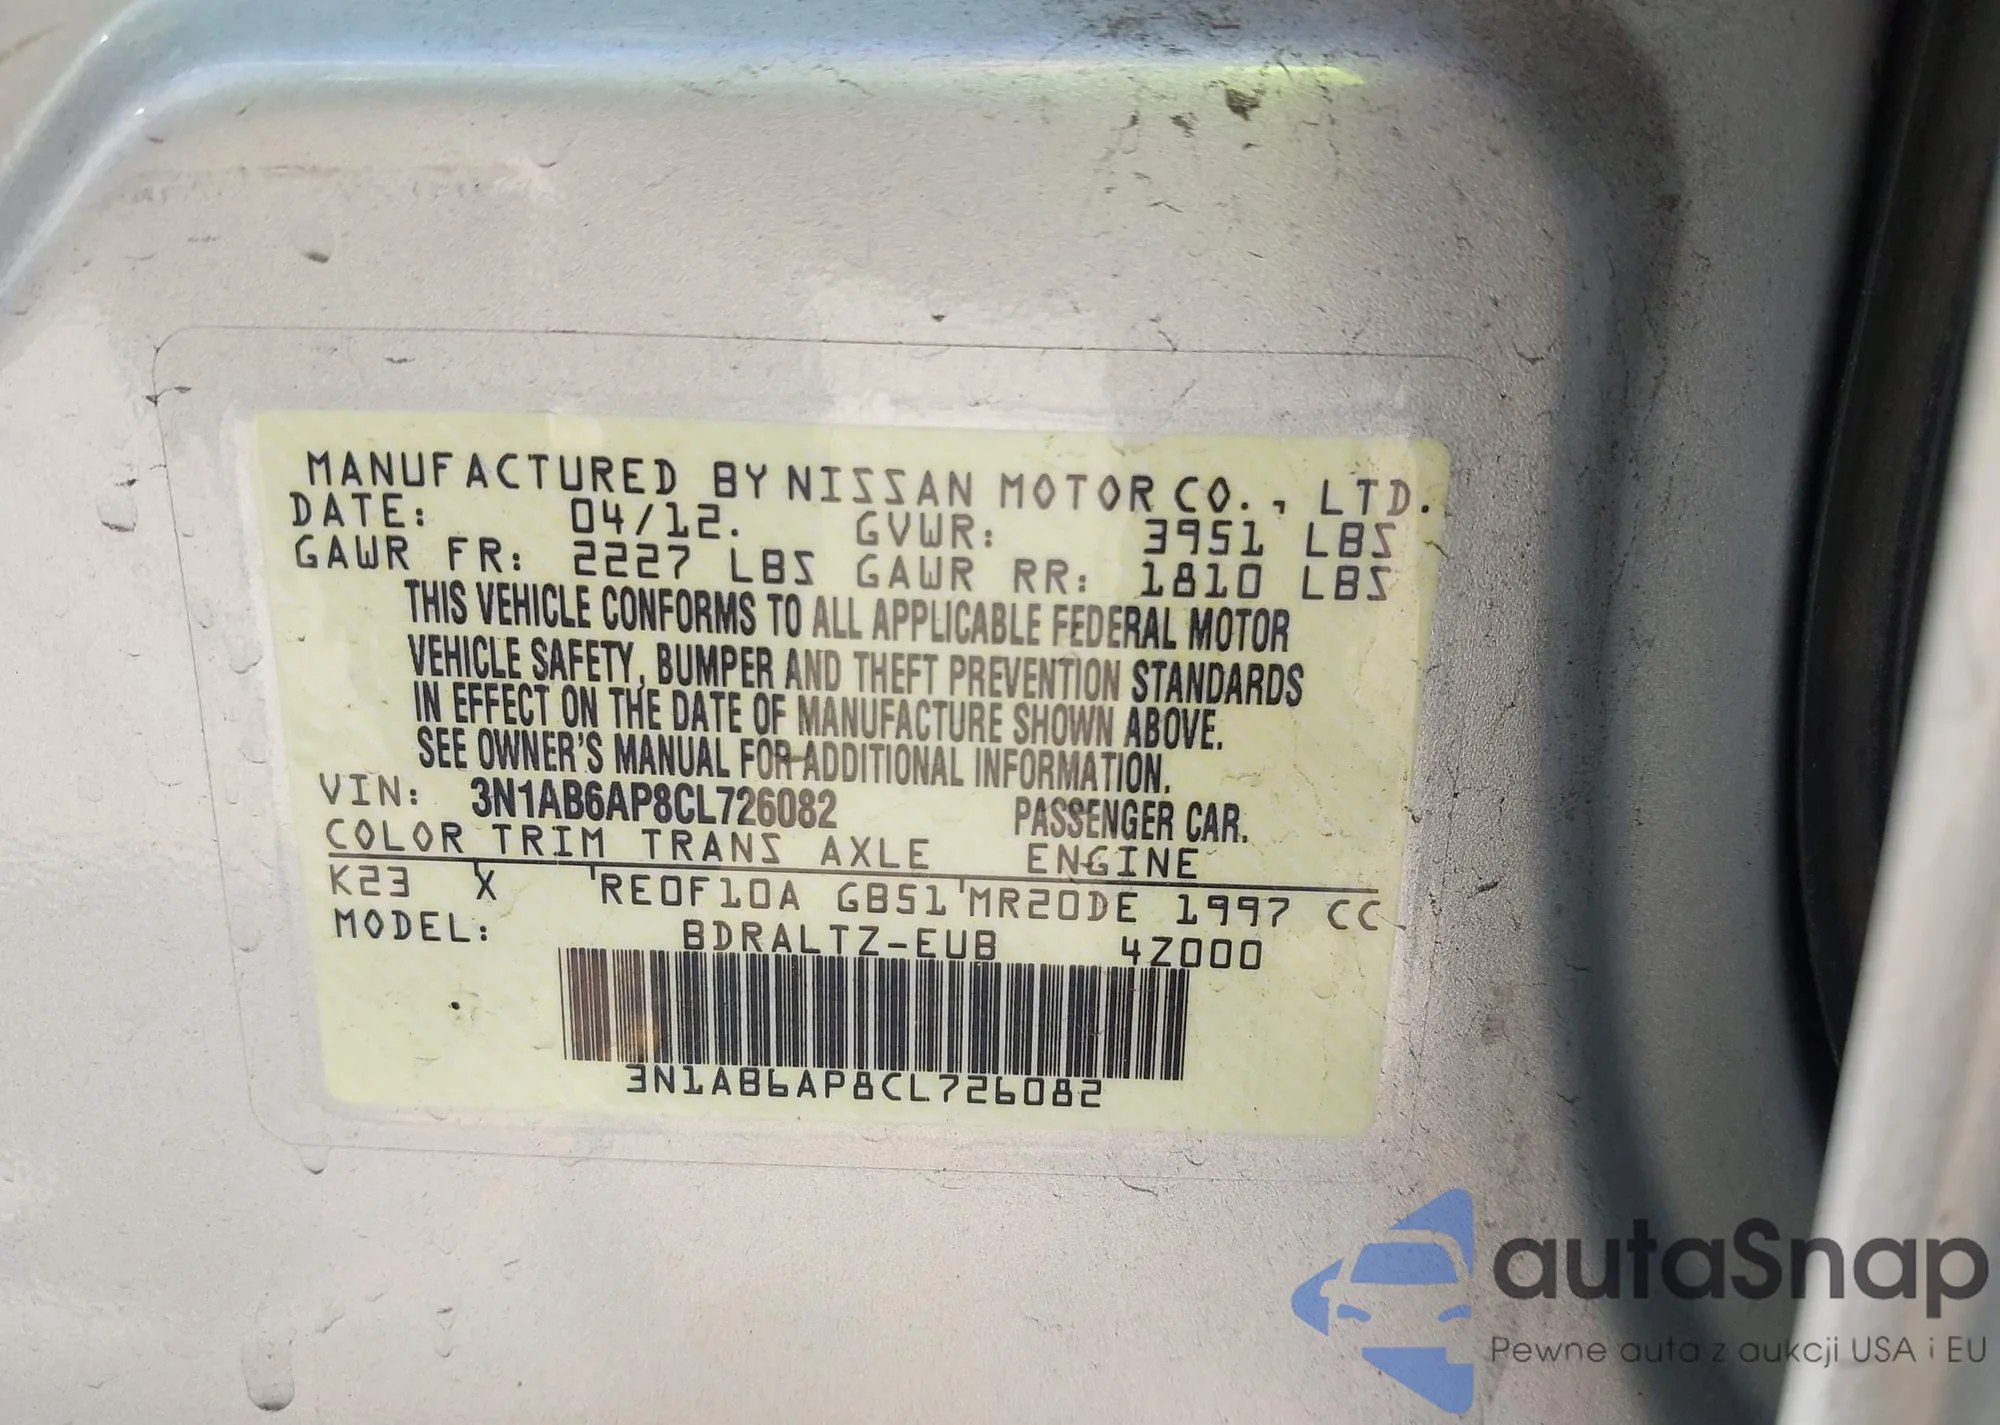 MANUFACTURED BY NISSAN MOTOR CO., LTD.
DATE: 04/12. GVWR: 3951 LBS
GAWR FR: 2227 LBS GAWR RR: 1810 LBS
THIS VEHICLE CONFORMS TO ALL APPLICABLE FEDERAL MOTOR
VEHICLE SAFETY, BUMPER AND THEFT PREVENTION STANDARDS
IN EFFECT ON THE DATE OF MANUFACTURE SHOWN ABOVE.
SEE OWNER'S MANUAL FOR ADDITIONAL INFORMATION.
VIN: 3N1AB6AP8CL726082 PASSENGER CAR.
COLOR TRIM TRANS AXLE ENGINE
K23 X RE0F10A GB51 MR20DE 1997 CC
MODEL: BDRALTZ-EUB 4Z000
3N1AB6AP8CL726082
autaSnap
Pewne auta z aukcji USA i EU